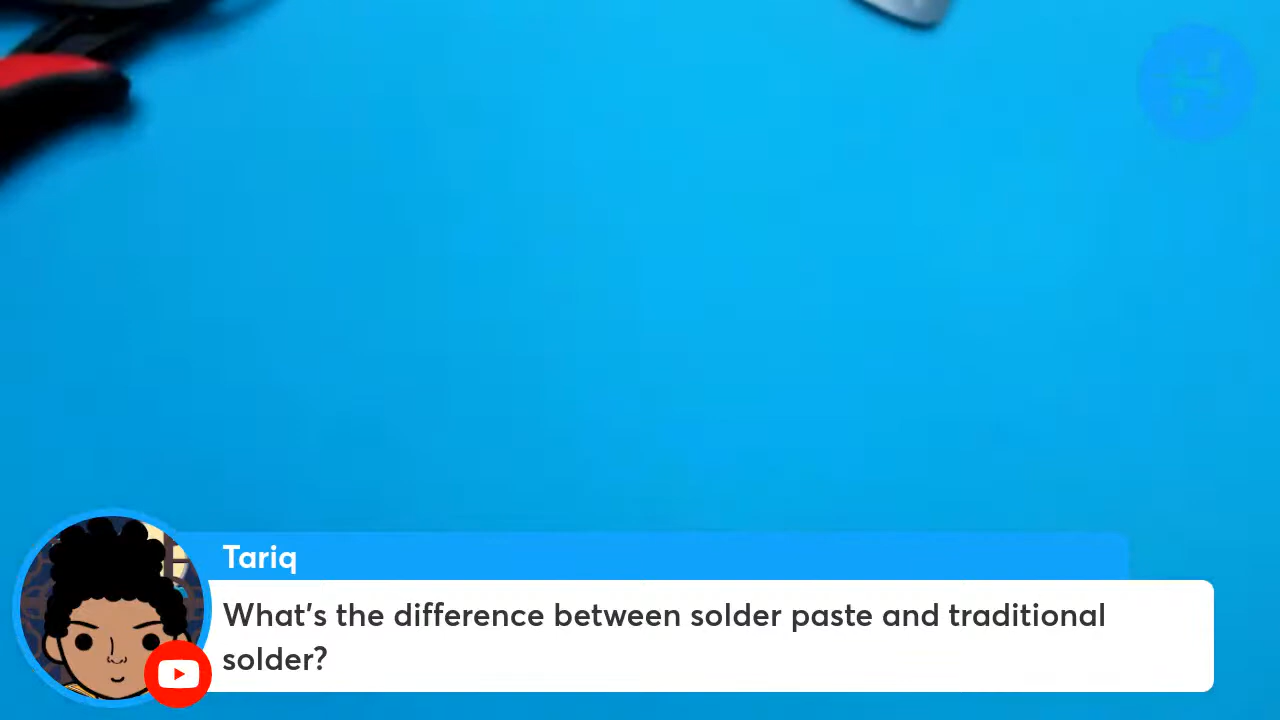 Tariq
What's the difference between solder paste and traditional
solder?